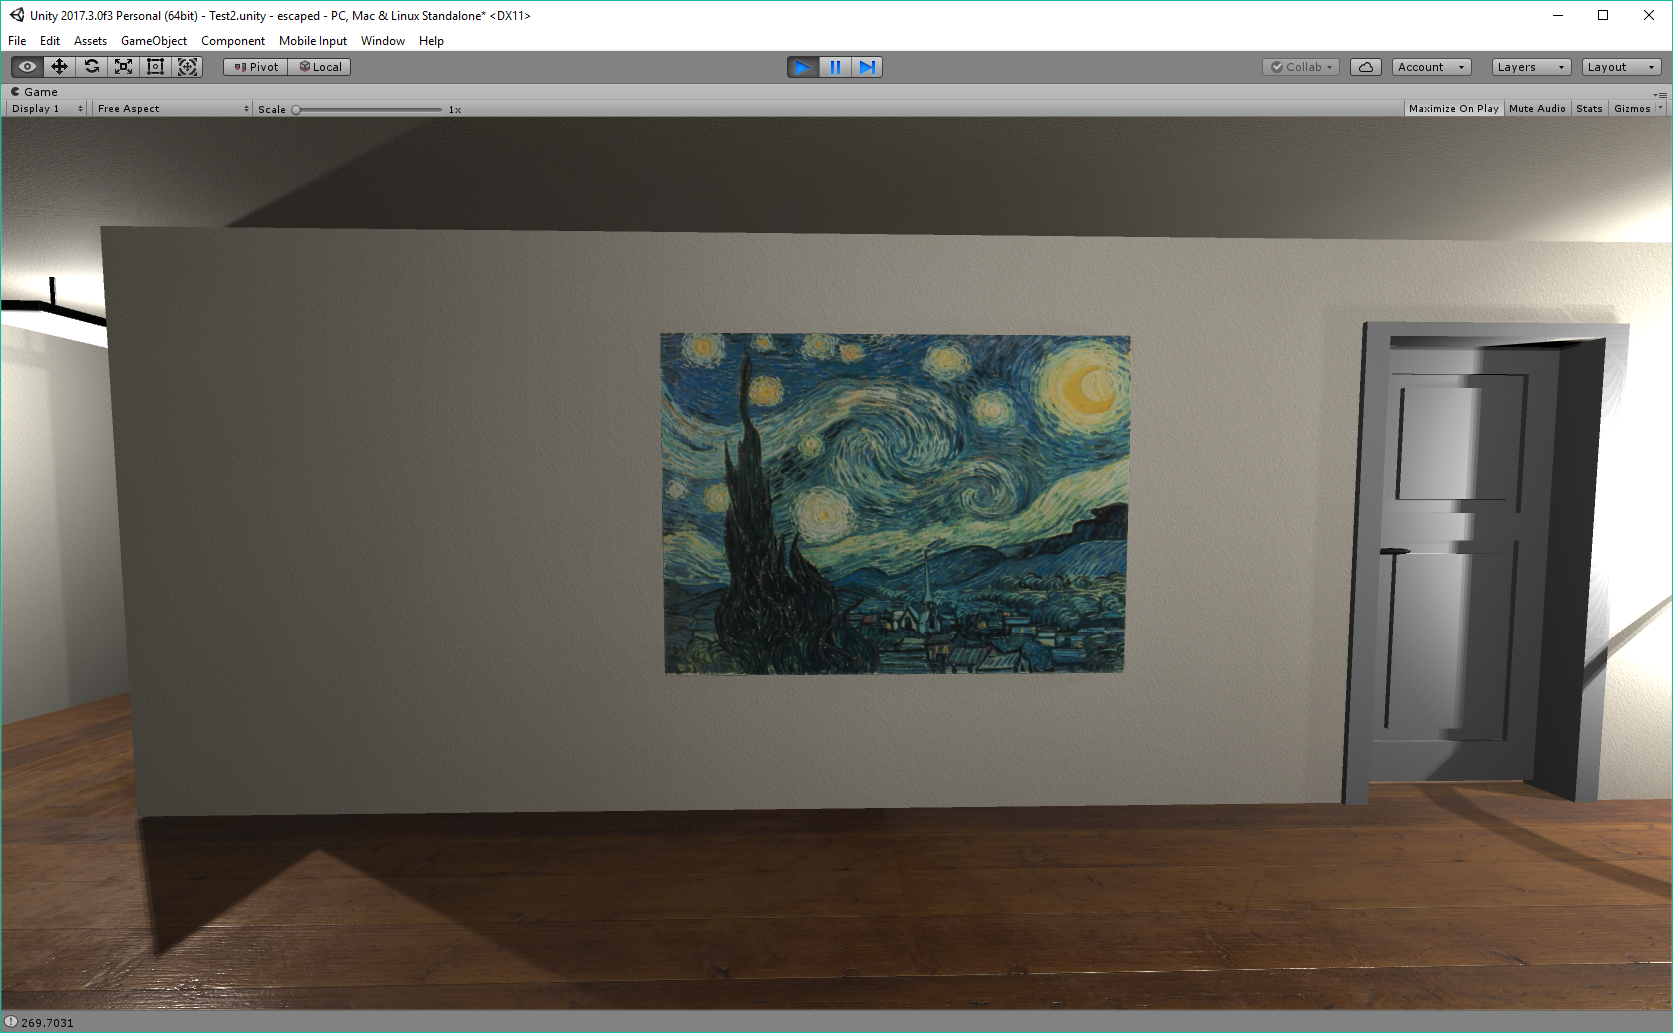 Unity 2017.3.0f3 Personal (64bit) - Test2.unity - escaped - PC, Mac & Linux Standalone* <DX11>
File Edit Assets GameObject Component Mobile Input Window Help
Pivot Local Collab Account Layers Layout
Game
Display 1 Free Aspect Scale 1x Maximize On Play Mute Audio Stats Gizmos
269.7031